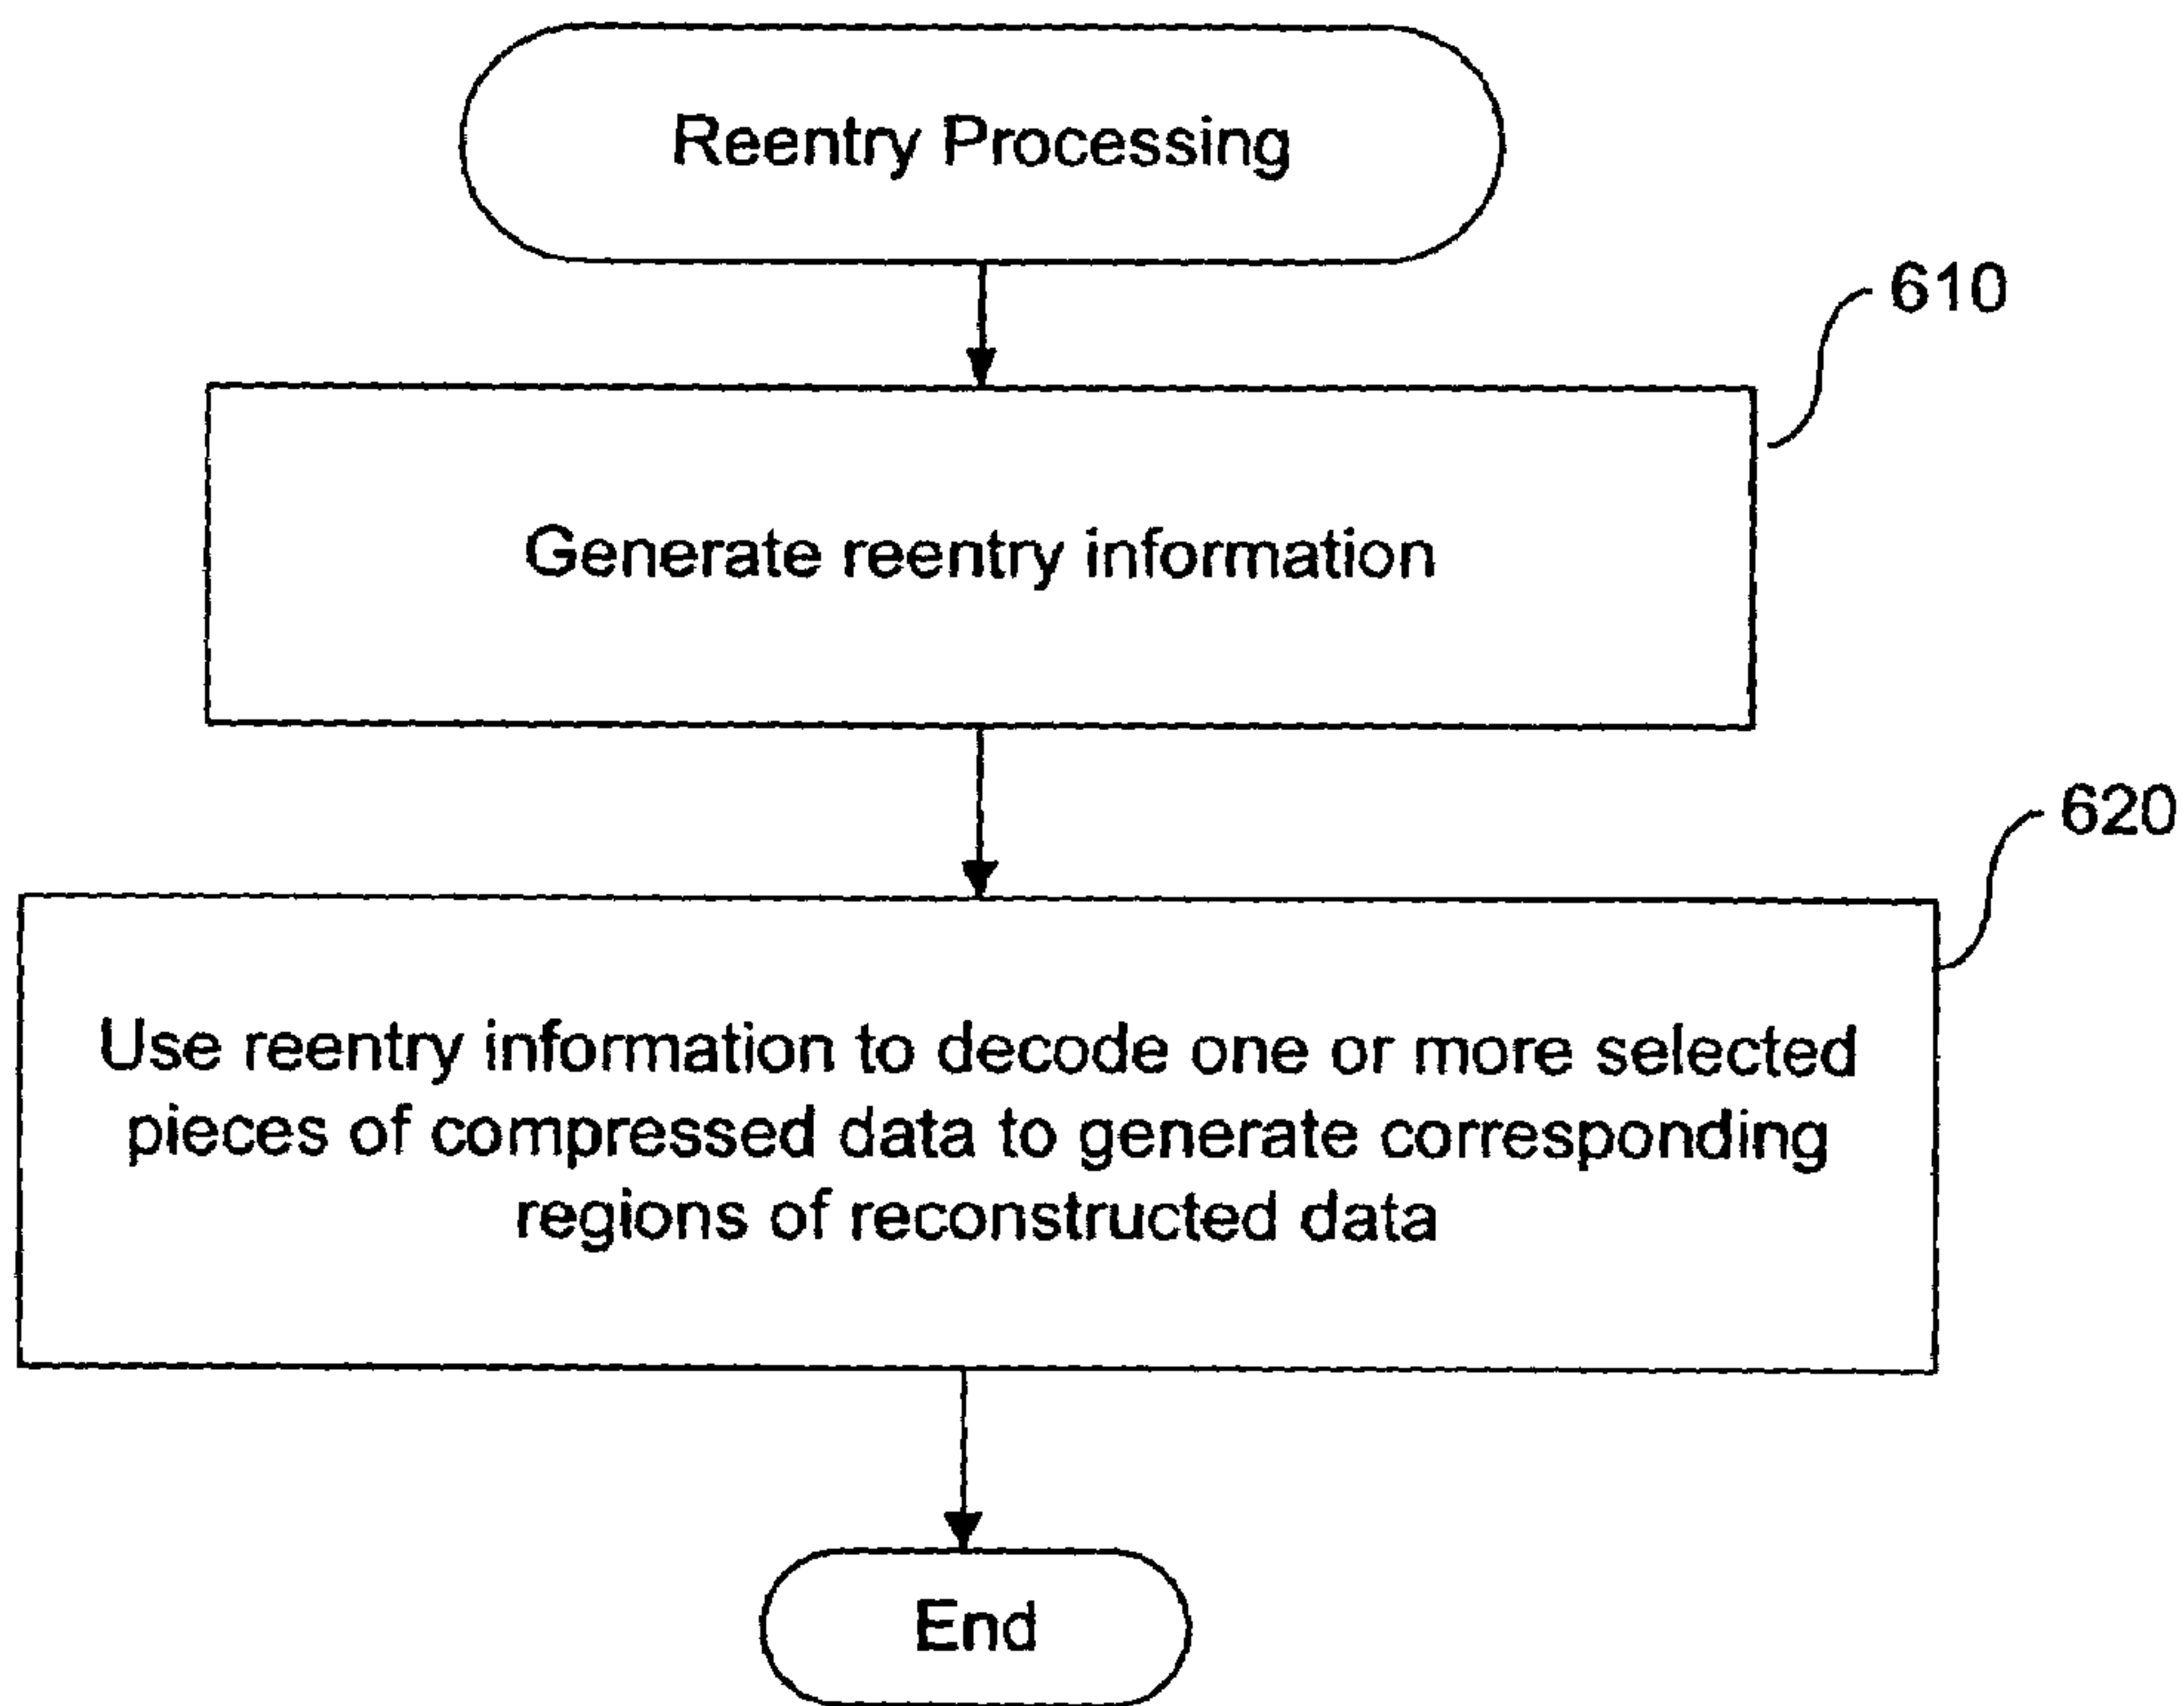 Reentry Processing
610
Generate reentry information
620
Use reentry information to decode one or more selected
pieces of compressed data to generate corresponding
regions of reconstructed data
End